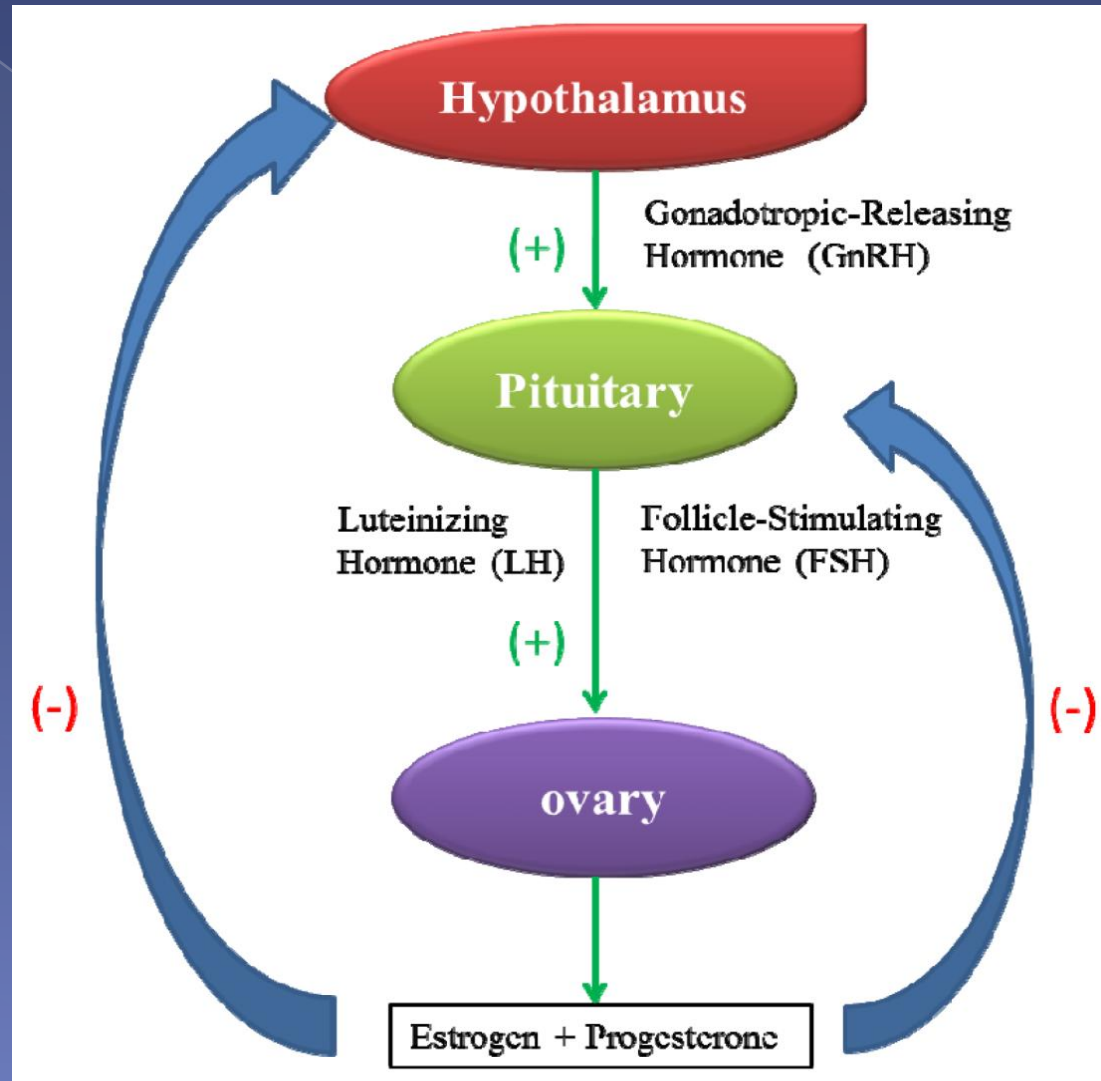 Hypothalamus
(+)
Gonadotropic-Releasing
Hormone (GnRH)
Pituitary
Luteinizing
Hormone (LH)
Follicle-Stimulating
Hormone (FSH)
(+)
(-)
(-)
ovary
Estrogen + Progesterone